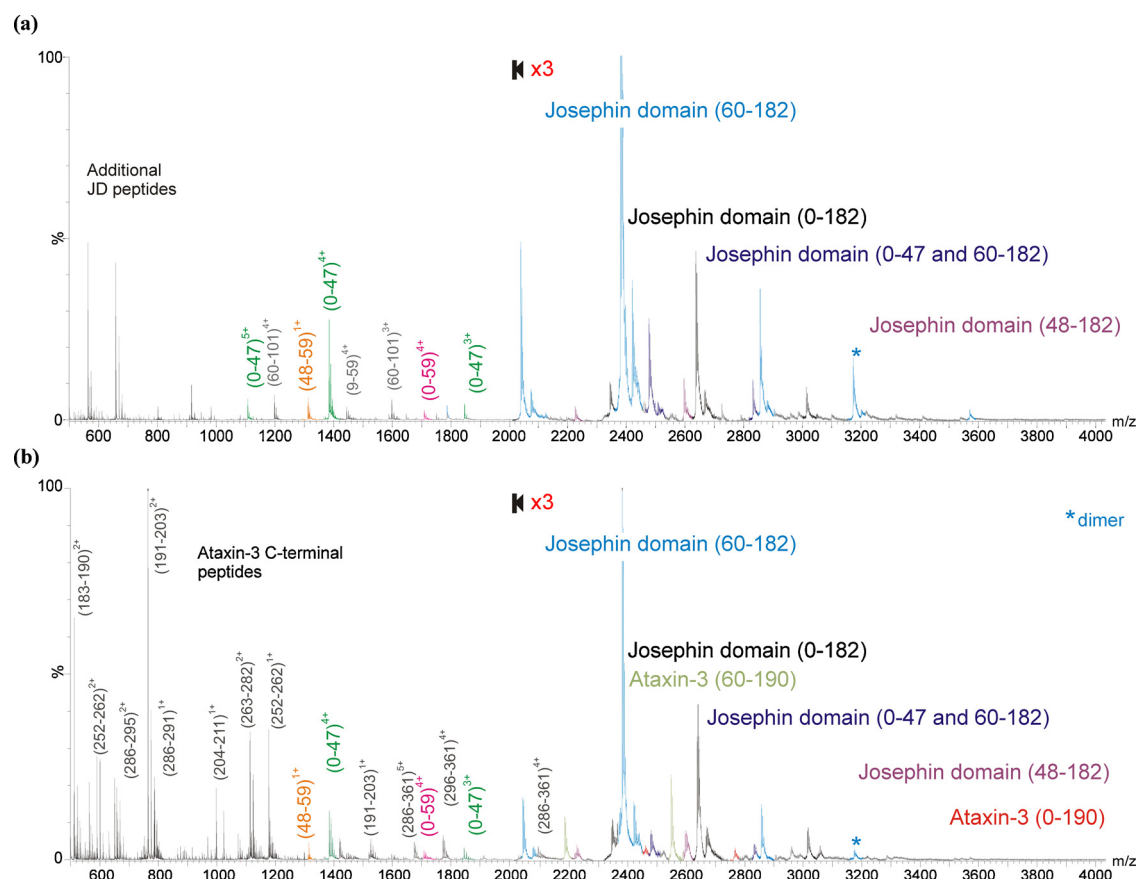 (a)
100
x3
Josephin domain (60-182)
Additional
JD peptides
Josephin domain (0-182)
%
Josephin domain (0-47 and 60-182)
(0-47)4+
(0-47)5+
(60-101)4+
(48-59)1+
(9-59)4+
(60-101)3+
(0-59)4+
(0-47)3+
Josephin domain (48-182)
*
0
600 800 1000 1200 1400 1600 1800 2000 2200 2400 2600 2800 3000 3200 3400 3600 3800 4000 m/z
(b)
100
x3
* dimer
(183-190)2+
(191-203)2+
Ataxin-3 C-terminal
peptides
Josephin domain (60-182)
Josephin domain (0-182)
%
Ataxin-3 (60-190)
Josephin domain (0-47 and 60-182)
(252-262)2+
(286-295)2+
(286-291)1+
(204-211)1+
(263-282)2+
(252-262)1+
(48-59)1+
(0-47)4+
(191-203)1+
(286-361)5+
(0-59)4+
(296-361)4+
(0-47)3+
(286-361)4+
Josephin domain (48-182)
Ataxin-3 (0-190)
*
0
600 800 1000 1200 1400 1600 1800 2000 2200 2400 2600 2800 3000 3200 3400 3600 3800 4000 m/z